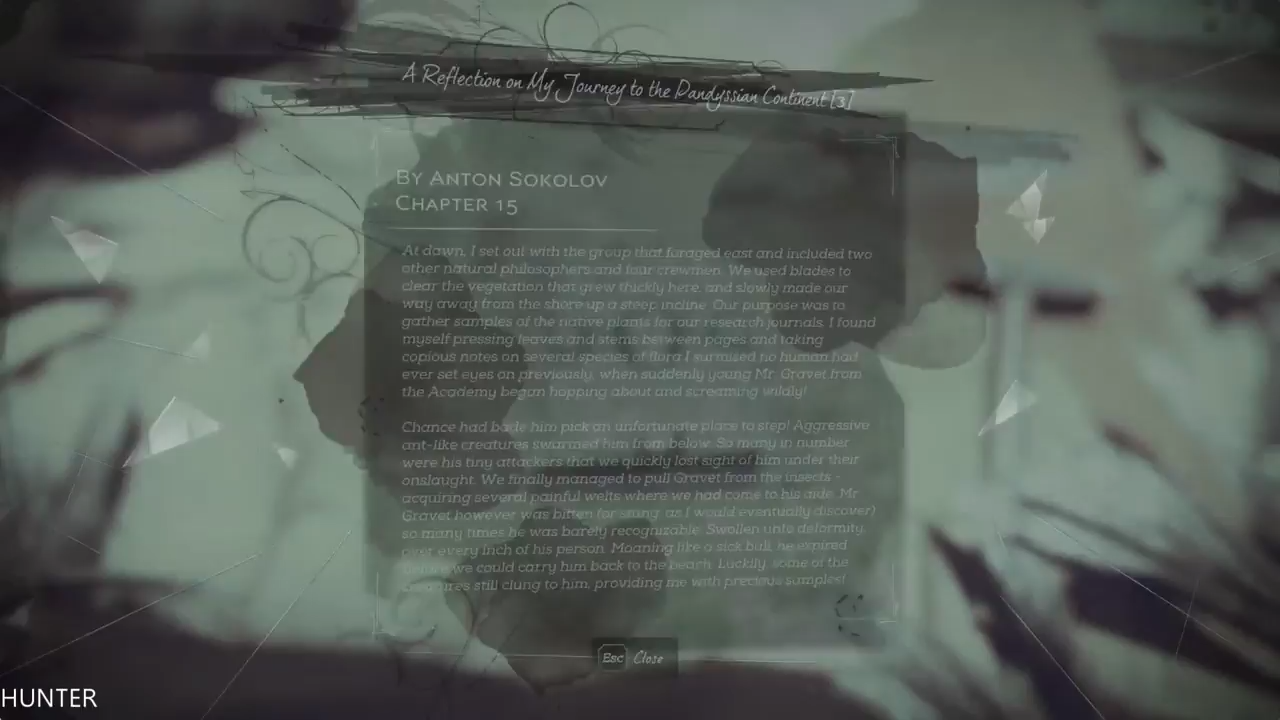 A Reflection on My Journey to the Pandyssian Continent [3]
By Anton Sokolov
Chapter 15
At dawn, I set out with the group that foraged east and included two
other natural philosophers and four crewmen. We used blades to
clear the vegetation that grew thickly here, and slowly made our
way away from the shore up a steep incline. Our purpose was to
gather samples of the native plants for our research journals. I found
myself pressing leaves and stems between pages and taking
copious notes on several species of flora I surmised no human had
ever set eyes on previously, when suddenly young Mr. Gravet from
the Academy began hopping about and screaming wildly!
Chance had bade him pick an unfortunate place to step! Aggressive
ant-like creatures swarmed him from below. So many in number
were his tiny attackers that we quickly lost sight of him under their
onslaught. We finally managed to pull Gravet from the insects -
acquiring several painful welts where we had come to his aide. Mr.
Gravet however was bitten (or stung, as I would eventually discover)
so many times he was barely recognizable. Swollen unto deformity,
over every inch of his person. Moaning like a sick bull, he expired
before we could carry him back to the beach. Luckily, some of the
creatures still clung to him, providing me with precious samples!
Esc Close
HUNTER